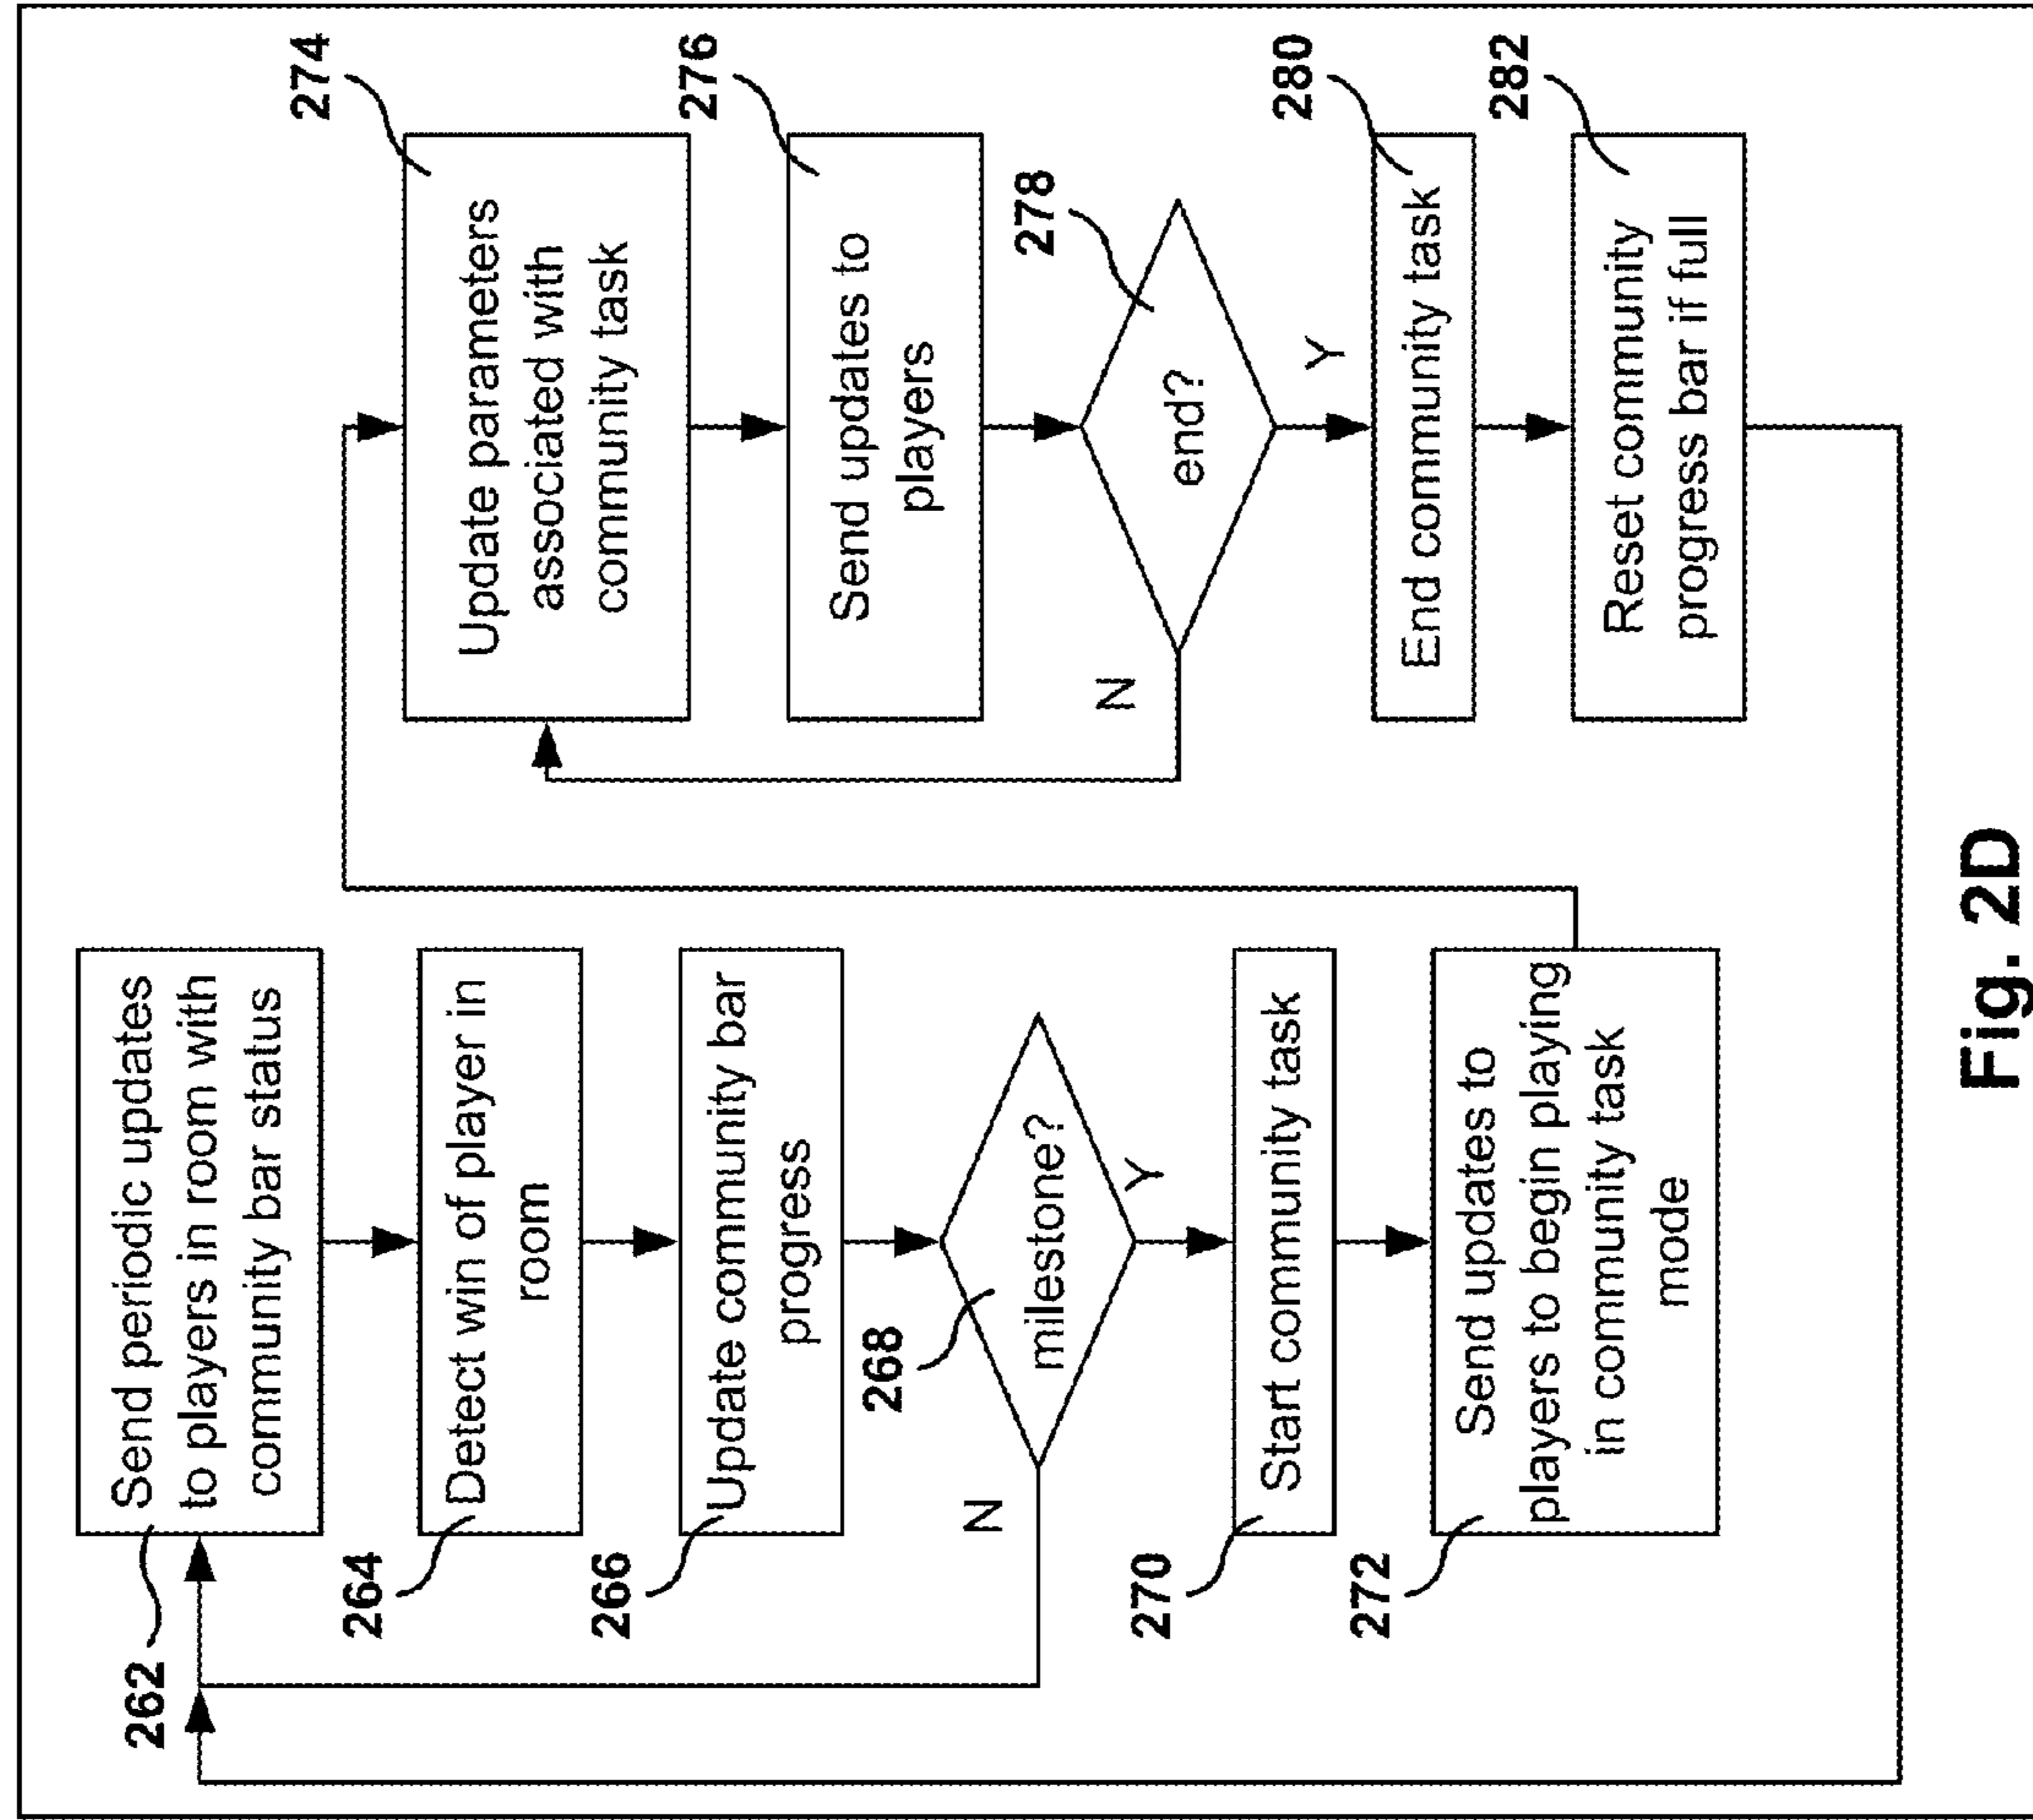 262
Send periodic updates
to players in room with
community bar status
264
Detect win of player in
room
266
Update community bar
progress
268
milestone?
N
Y
270
Start community task
272
Send updates to
players to begin playing
in community task
mode
274
Update parameters
associated with
community task
276
Send updates to
players
278
end?
N
Y
280
End community task
282
Reset community
progress bar if full
Fig. 2D